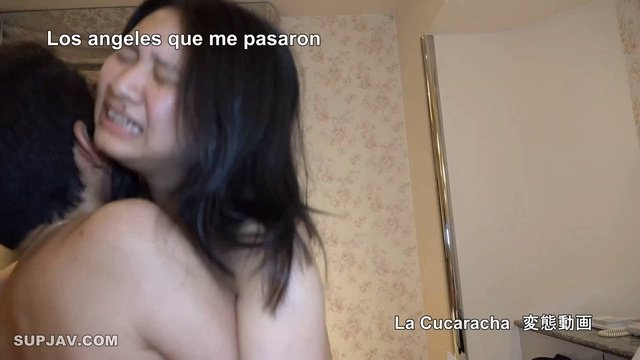 Los angeles que me pasaron
La Cucaracha 変態動画
SUPJAV.COM